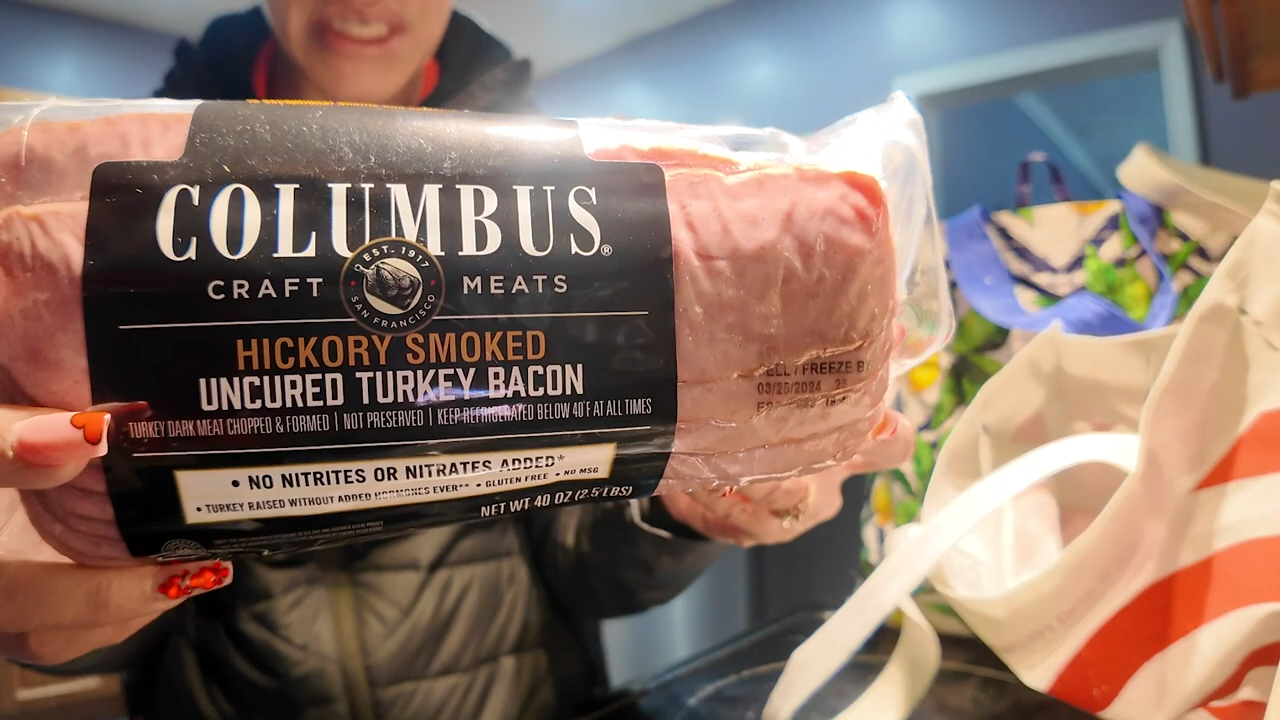 COLUMBUS®
CRAFT MEATS
EST. 1917
SAN FRANCISCO
HICKORY SMOKED
UNCURED TURKEY BACON
TURKEY DARK MEAT CHOPPED & FORMED | NOT PRESERVED | KEEP REFRIGERATED BELOW 40°F AT ALL TIMES
• NO NITRITES OR NITRATES ADDED*
• TURKEY RAISED WITHOUT ADDED HORMONES EVER** • GLUTEN FREE • NO MSG
NET WT 40 OZ (2.5 LBS)
/ FREEZE
03/25/2024